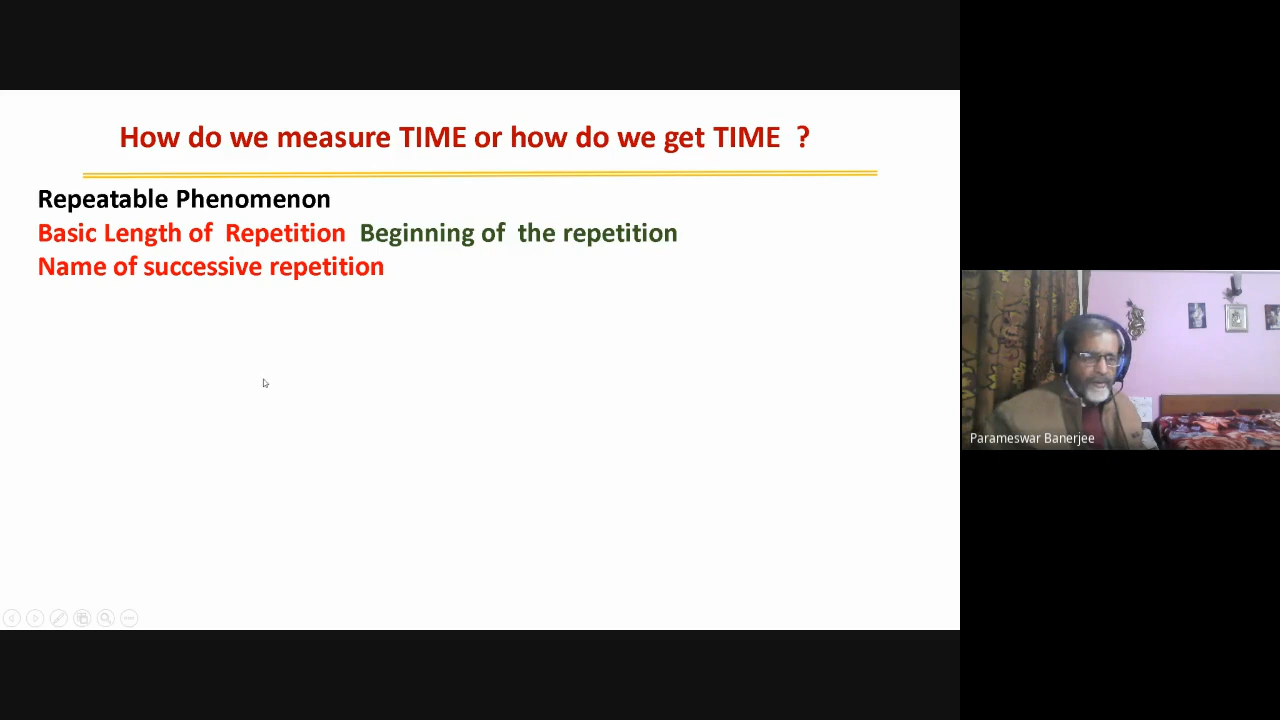 How do we measure TIME or how do we get TIME ?
Repeatable Phenomenon
Basic Length of Repetition Beginning of the repetition
Name of successive repetition
Parameswar Banerjee